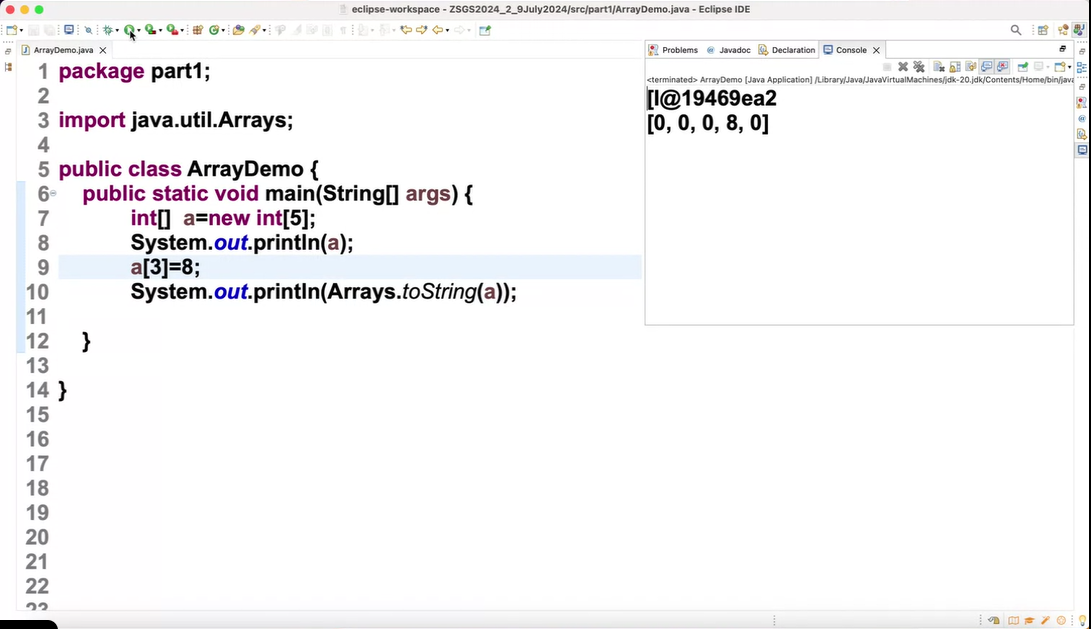 eclipse-workspace - ZSGS2024_2_9July2024/src/part1/ArrayDemo.java - Eclipse IDE
ArrayDemo.java
1 package part1;
2
3 import java.util.Arrays;
4
5 public class ArrayDemo {
6 public static void main(String[] args) {
7 int[]  a=new int[5];
8 System.out.println(a);
9 a[3]=8;
10 System.out.println(Arrays.toString(a));
11
12 }
13
14 }
15
16
17
18
19
20
21
22
23
Problems Javadoc Declaration Console
<terminated> ArrayDemo [Java Application] /Library/Java/JavaVirtualMachines/jdk-20.jdk/Contents/Home/bin/java
[I@19469ea2
[0, 0, 0, 8, 0]